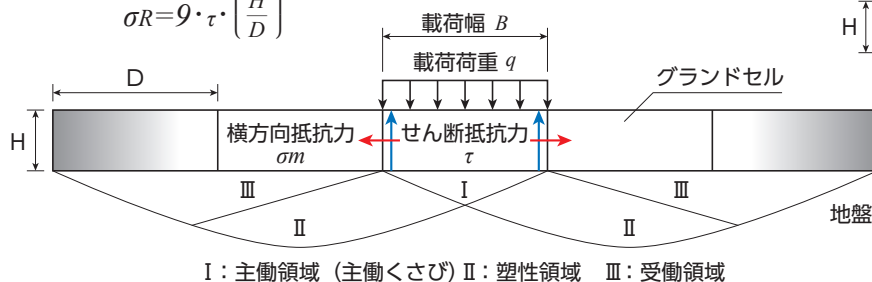 σR=9・τ・(H/D)
載荷幅 B
H
載荷荷重 q
D
グランドセル
H
横方向抵抗力
σm
せん断抵抗力
τ
Ⅲ
Ⅰ
Ⅲ
Ⅱ
Ⅱ
地盤
Ⅰ：主働領域（主働くさび）Ⅱ：塑性領域　Ⅲ：受働領域